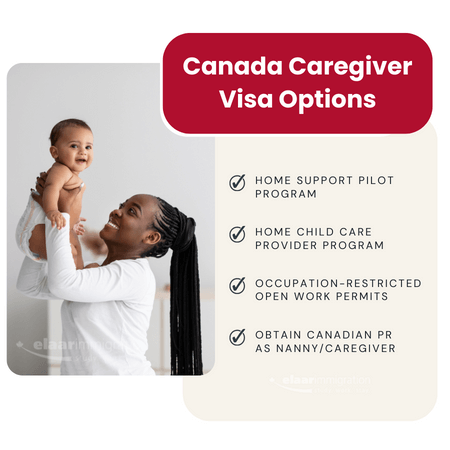 Canada Caregiver
Visa Options
HOME SUPPORT PILOT
PROGRAM
HOME CHILD CARE
PROVIDER PROGRAM
OCCUPATION-RESTRICTED
OPEN WORK PERMITS
OBTAIN CANADIAN PR
AS NANNY/CAREGIVER